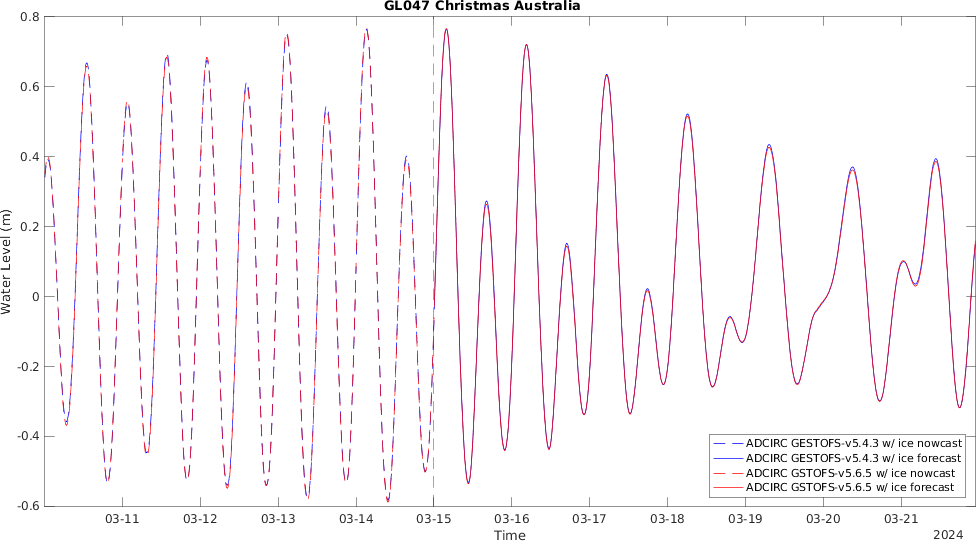 GL047 Christmas Australia
0.8
0.6
0.4
0.2
0
-0.2
-0.4
-0.6
Water Level (m)
ADCIRC GESTOFS-v5.4.3 w/ ice nowcast
ADCIRC GESTOFS-v5.4.3 w/ ice forecast
ADCIRC GSTOFS-v5.6.5 w/ ice nowcast
ADCIRC GSTOFS-v5.6.5 w/ ice forecast
03-11 03-12 03-13 03-14 03-15 03-16 03-17 03-18 03-19 03-20 03-21
Time
2024